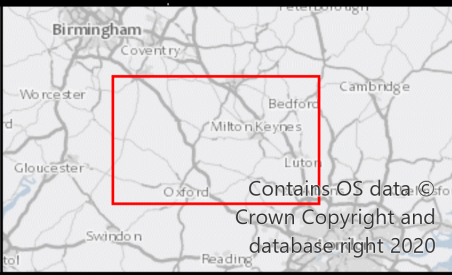 Peterborough
Birmingham
Coventry
Worcester
Cambridge
Bedford
Milton Keynes
Gloucester
Luton
Oxford
Contains OS data ©
Crown Copyright and
Swindon
database right 2020
Reading